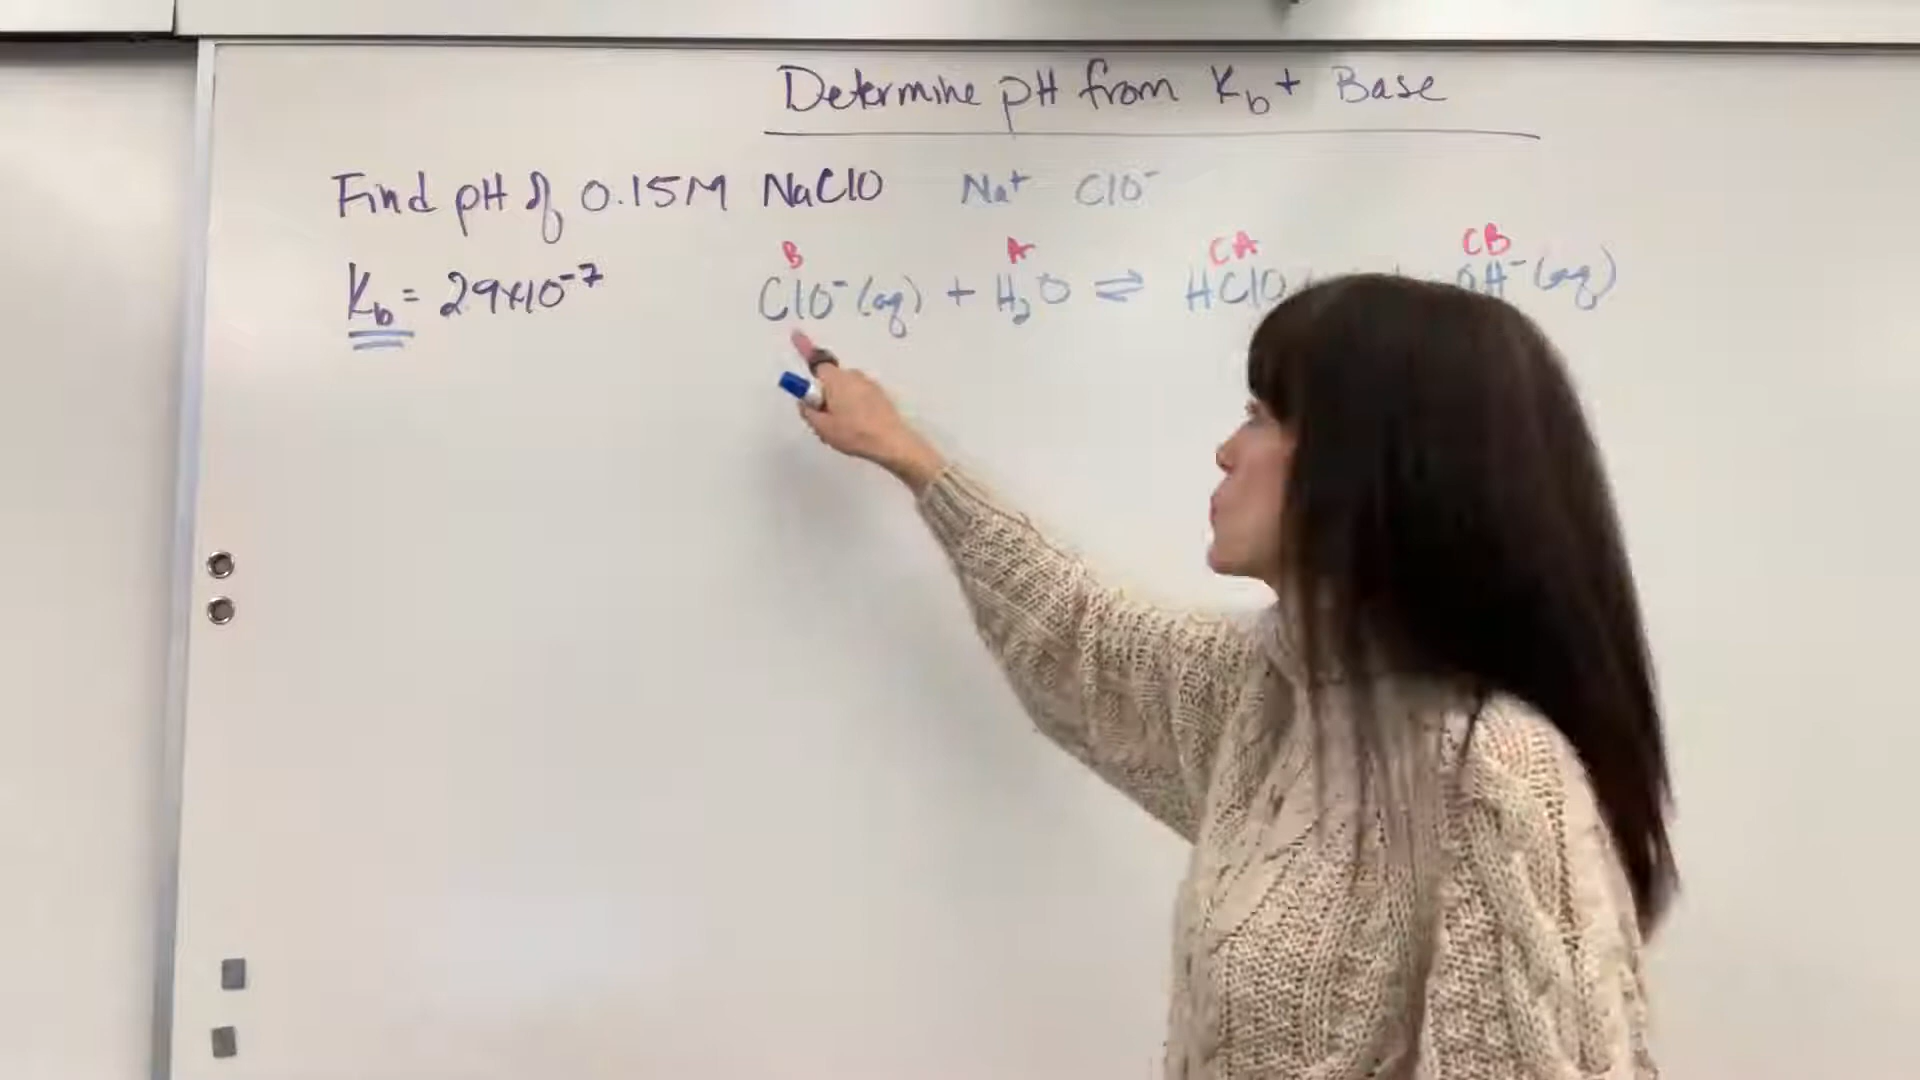 Determine pH from Kb + Base
Find pH of 0.15M NaClO Na⁺ ClO⁻
B A CA CB
Kb = 2.9x10⁻⁷ ClO⁻(aq) + H₂O ⇌ HClO OH⁻(aq)